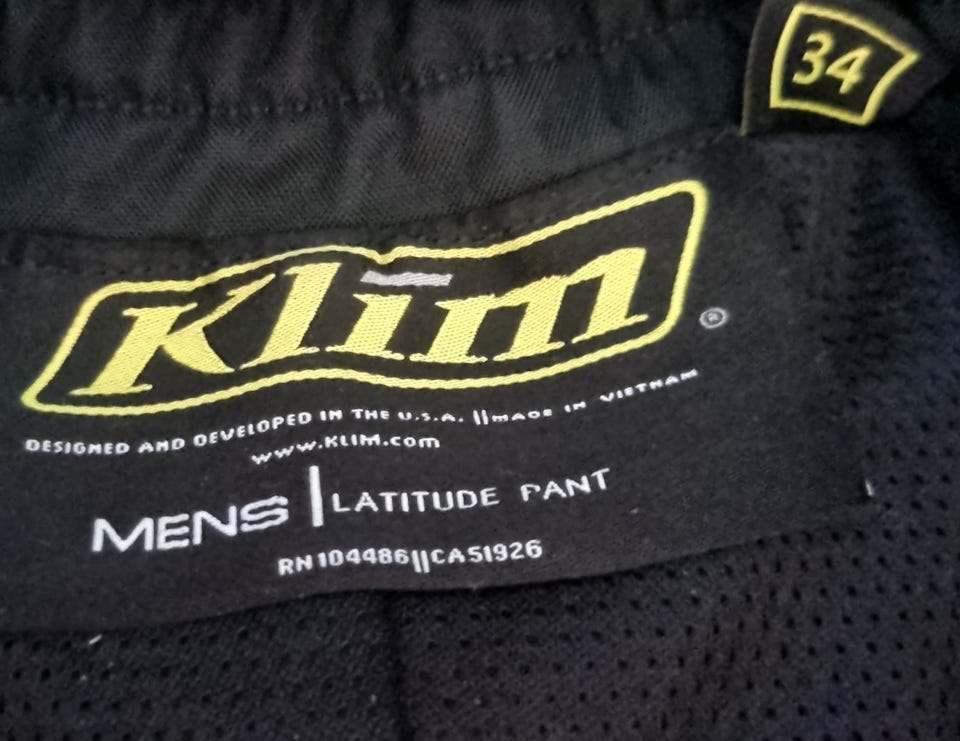 34
Klim ®
DESIGNED AND DEVELOPED IN THE U.S.A. || MADE IN VIETNAM
www.KLIM.com
MENS | LATITUDE PANT
RN104486||CA51926